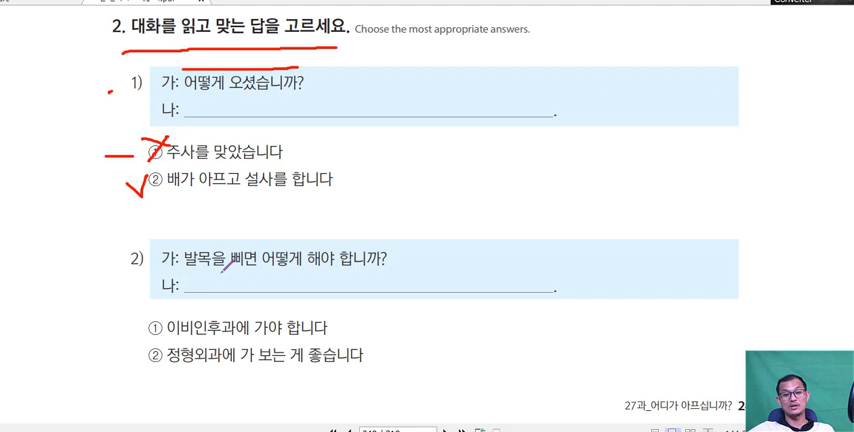 Converter
2. 대화를 읽고 맞는 답을 고르세요. Choose the most appropriate answers.
1)
가: 어떻게 오셨습니까?
나:
① 주사를 맞았습니다
② 배가 아프고 설사를 합니다
2)
가: 발목을 삐면 어떻게 해야 합니까?
나:
① 이비인후과에 가야 합니다
② 정형외과에 가 보는 게 좋습니다
27과_어디가 아프십니까?